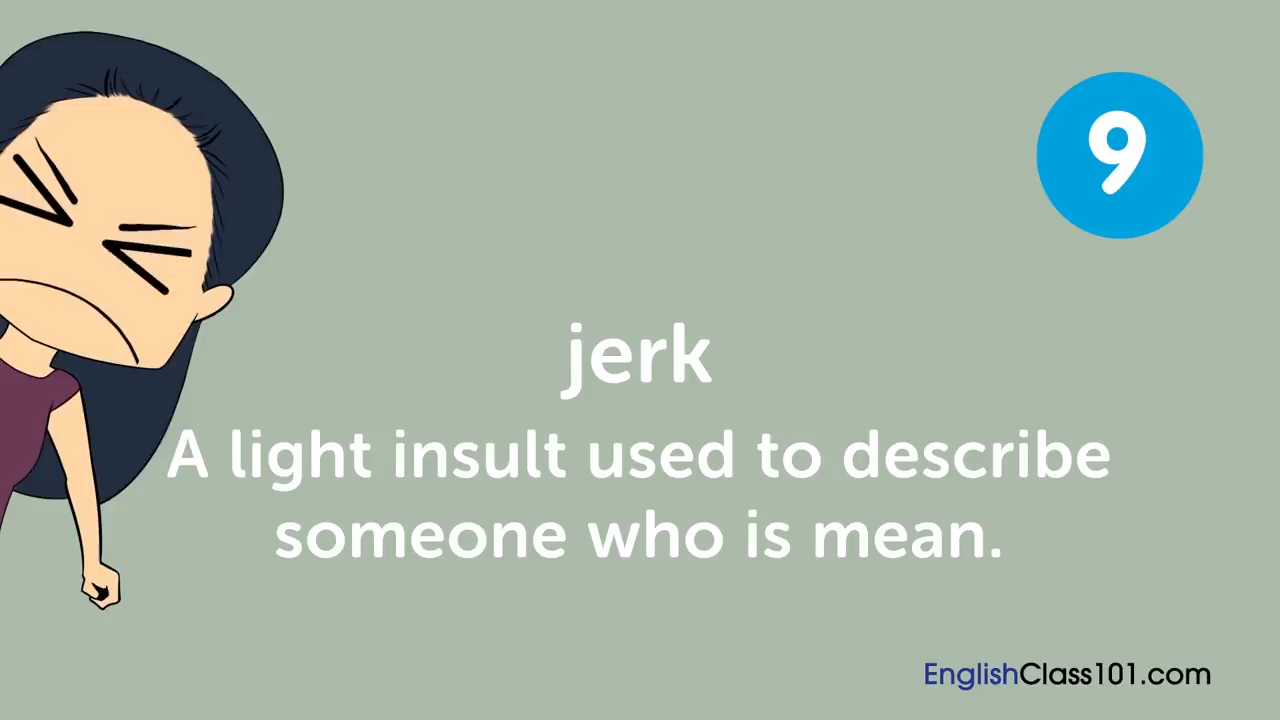 9
jerk
A light insult used to describe
someone who is mean.
EnglishClass101.com